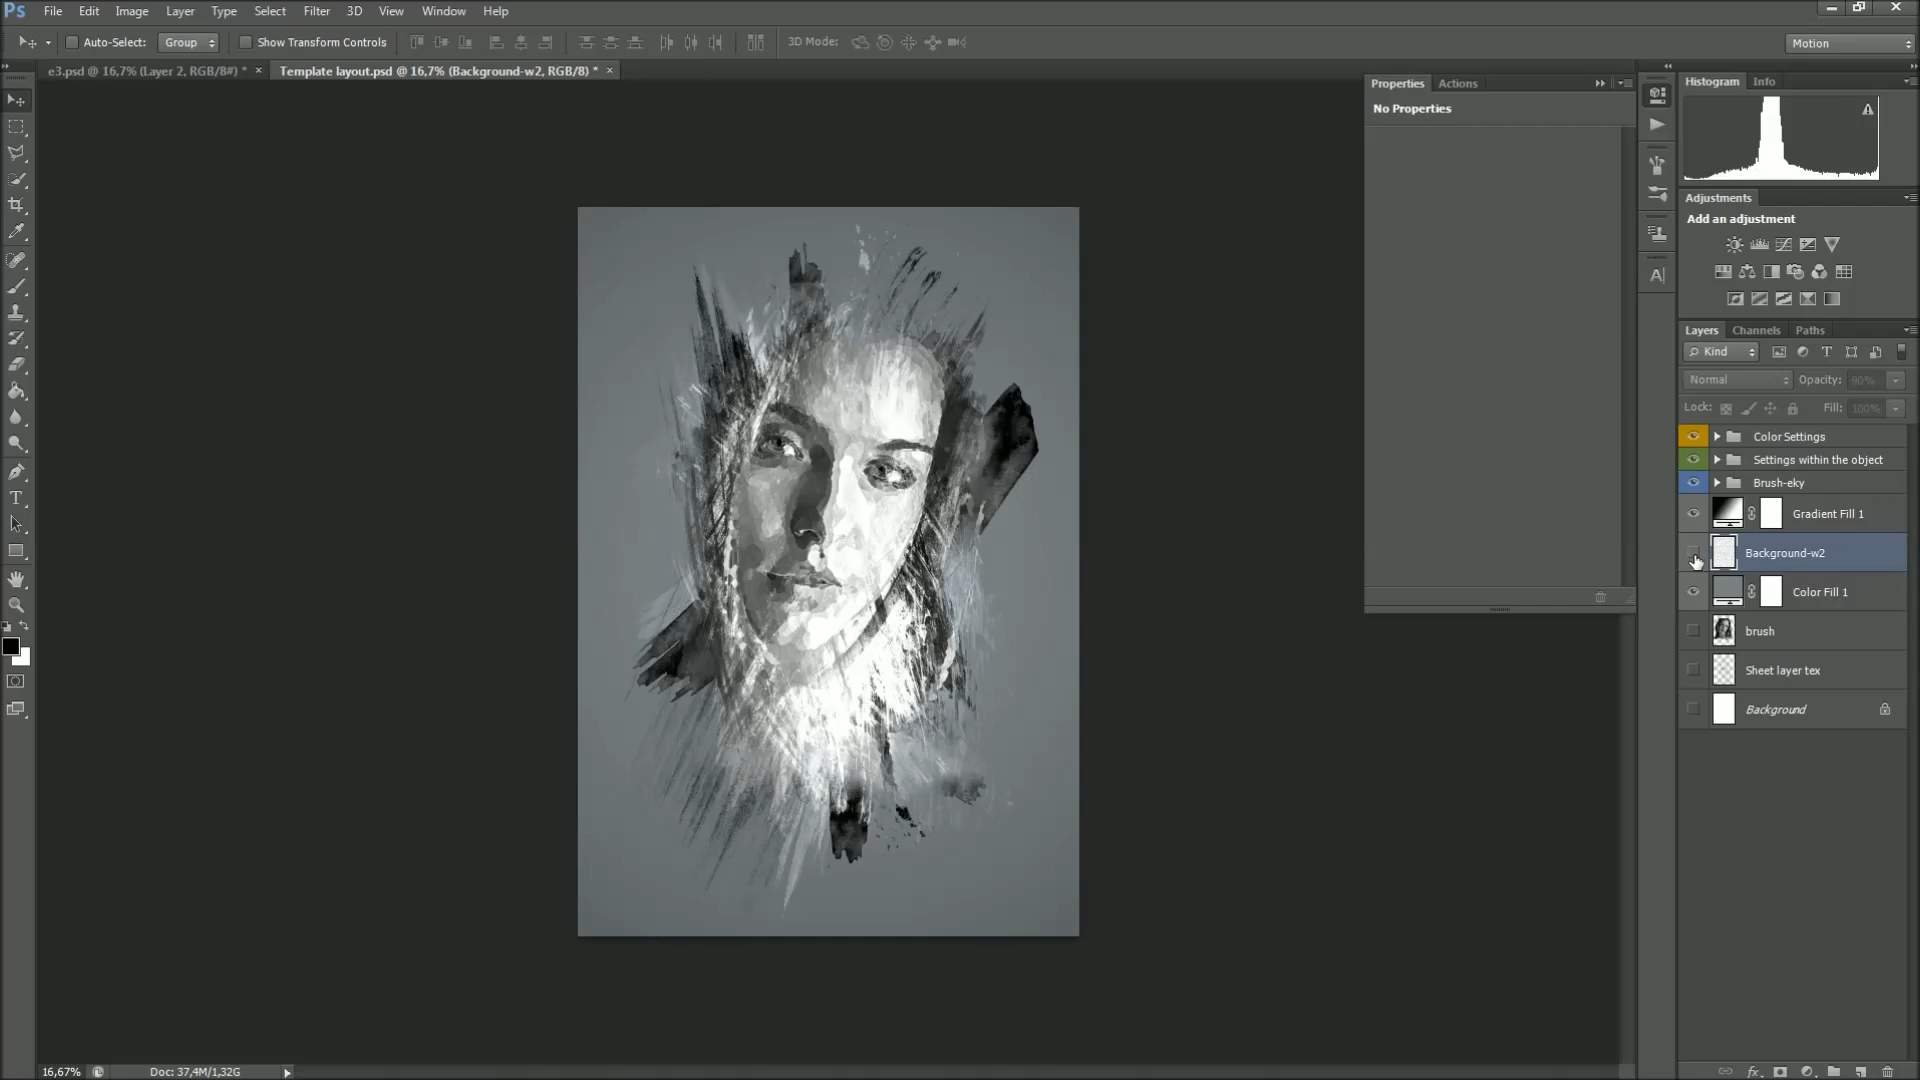 Ps File Edit Image Layer Type Select Filter 3D View Window Help
Auto-Select: Group Show Transform Controls 3D Mode: Motion
e3.psd @ 16,7% (Layer 2, RGB/8#) * × Template layout.psd @ 16,7% (Background-w2, RGB/8) * ×
Properties Actions
No Properties
Histogram Info
Adjustments
Add an adjustment
Layers Channels Paths
Kind
Normal Opacity: 90%
Lock: Fill: 100%
Color Settings
Settings within the object
Brush-eky
Gradient Fill 1
Background-w2
Color Fill 1
brush
Sheet layer tex
Background
16,67% Doc: 37,4M/1,32G